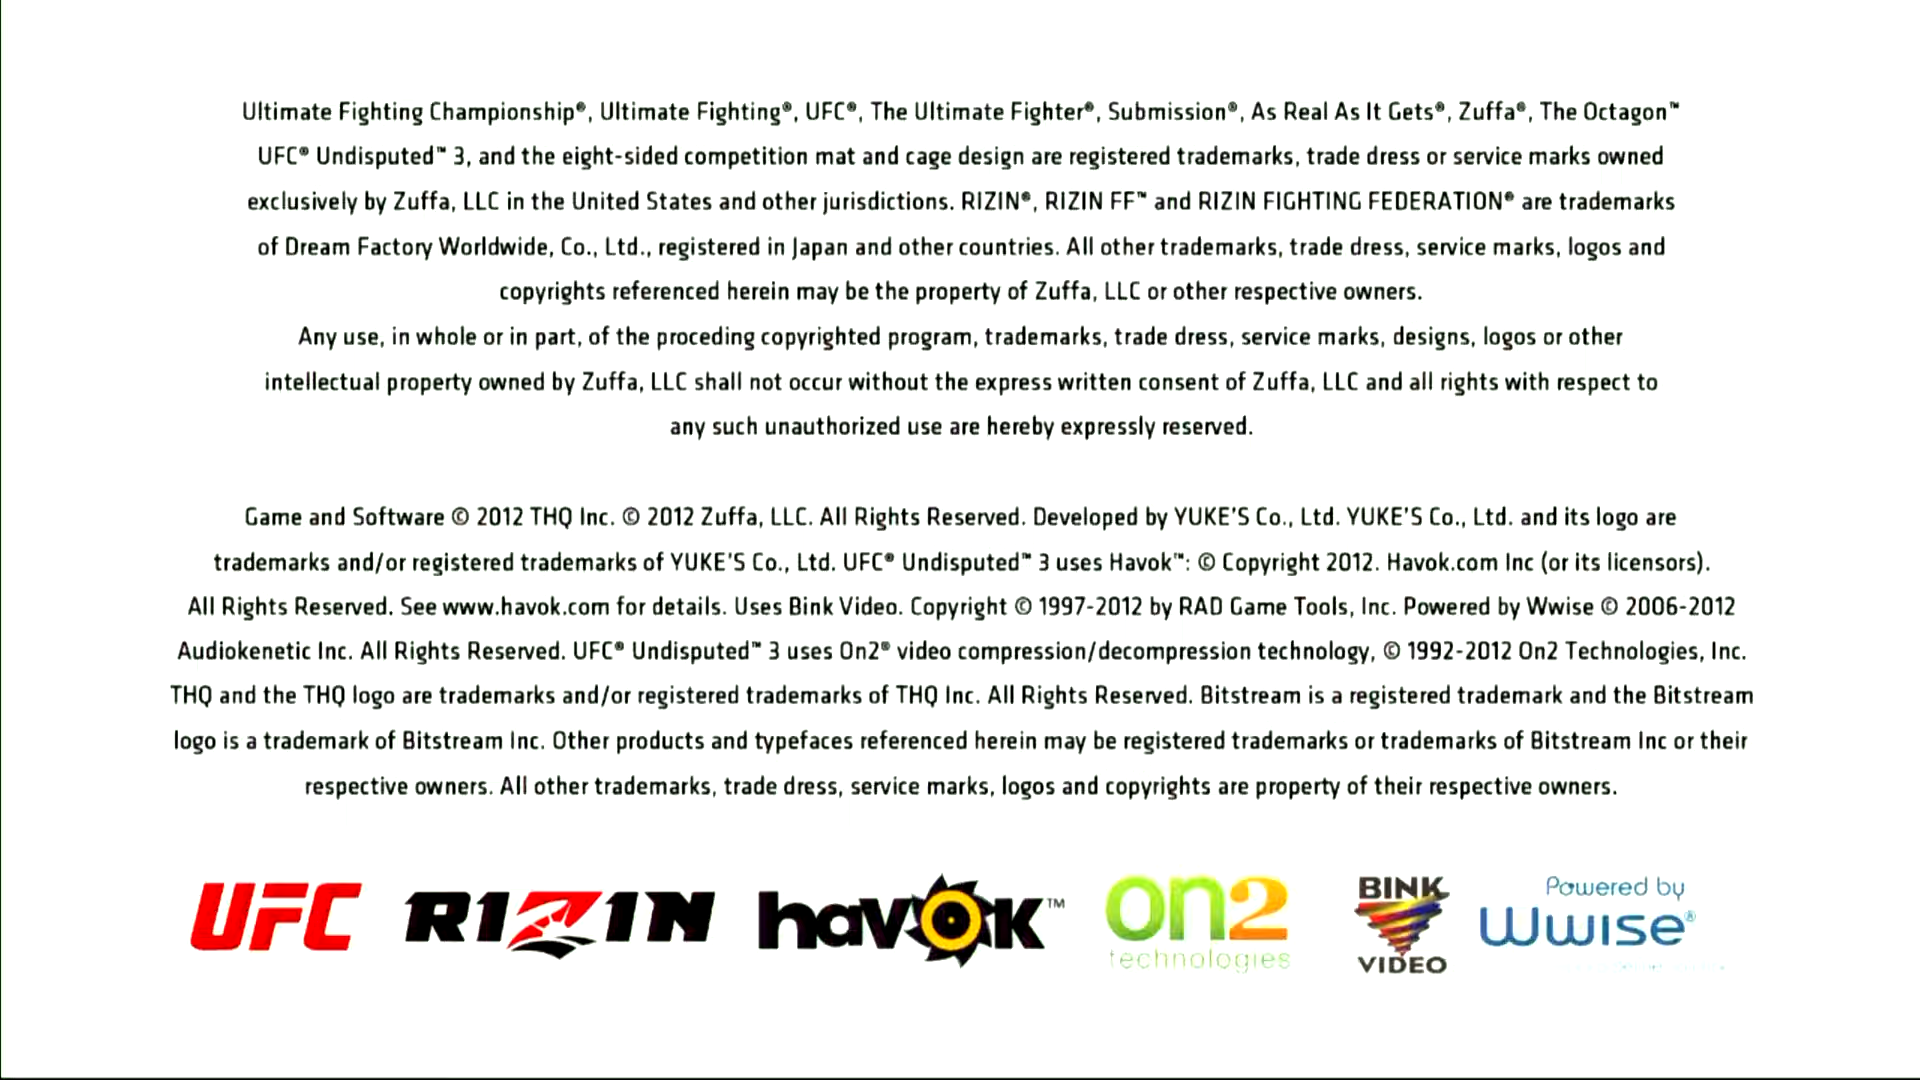 Ultimate Fighting Championship®, Ultimate Fighting®, UFC®, The Ultimate Fighter®, Submission®, As Real As It Gets®, Zuffa®, The Octagon™
UFC® Undisputed™ 3, and the eight-sided competition mat and cage design are registered trademarks, trade dress or service marks owned
exclusively by Zuffa, LLC in the United States and other jurisdictions. RIZIN®, RIZIN FF™ and RIZIN FIGHTING FEDERATION® are trademarks
of Dream Factory Worldwide, Co., Ltd., registered in Japan and other countries. All other trademarks, trade dress, service marks, logos and
copyrights referenced herein may be the property of Zuffa, LLC or other respective owners.
Any use, in whole or in part, of the proceding copyrighted program, trademarks, trade dress, service marks, designs, logos or other
intellectual property owned by Zuffa, LLC shall not occur without the express written consent of Zuffa, LLC and all rights with respect to
any such unauthorized use are hereby expressly reserved.
Game and Software © 2012 THQ Inc. © 2012 Zuffa, LLC. All Rights Reserved. Developed by YUKE'S Co., Ltd. YUKE'S Co., Ltd. and its logo are
trademarks and/or registered trademarks of YUKE'S Co., Ltd. UFC® Undisputed™ 3 uses Havok™: © Copyright 2012. Havok.com Inc (or its licensors).
All Rights Reserved. See www.havok.com for details. Uses Bink Video. Copyright © 1997-2012 by RAD Game Tools, Inc. Powered by Wwise © 2006-2012
Audiokenetic Inc. All Rights Reserved. UFC® Undisputed™ 3 uses On2® video compression/decompression technology, © 1992-2012 On2 Technologies, Inc.
THQ and the THQ logo are trademarks and/or registered trademarks of THQ Inc. All Rights Reserved. Bitstream is a registered trademark and the Bitstream
logo is a trademark of Bitstream Inc. Other products and typefaces referenced herein may be registered trademarks or trademarks of Bitstream Inc or their
respective owners. All other trademarks, trade dress, service marks, logos and copyrights are property of their respective owners.
UFC
RIZIN
havok™
on2
technologies
BINK
VIDEO
Powered by
Wwise®